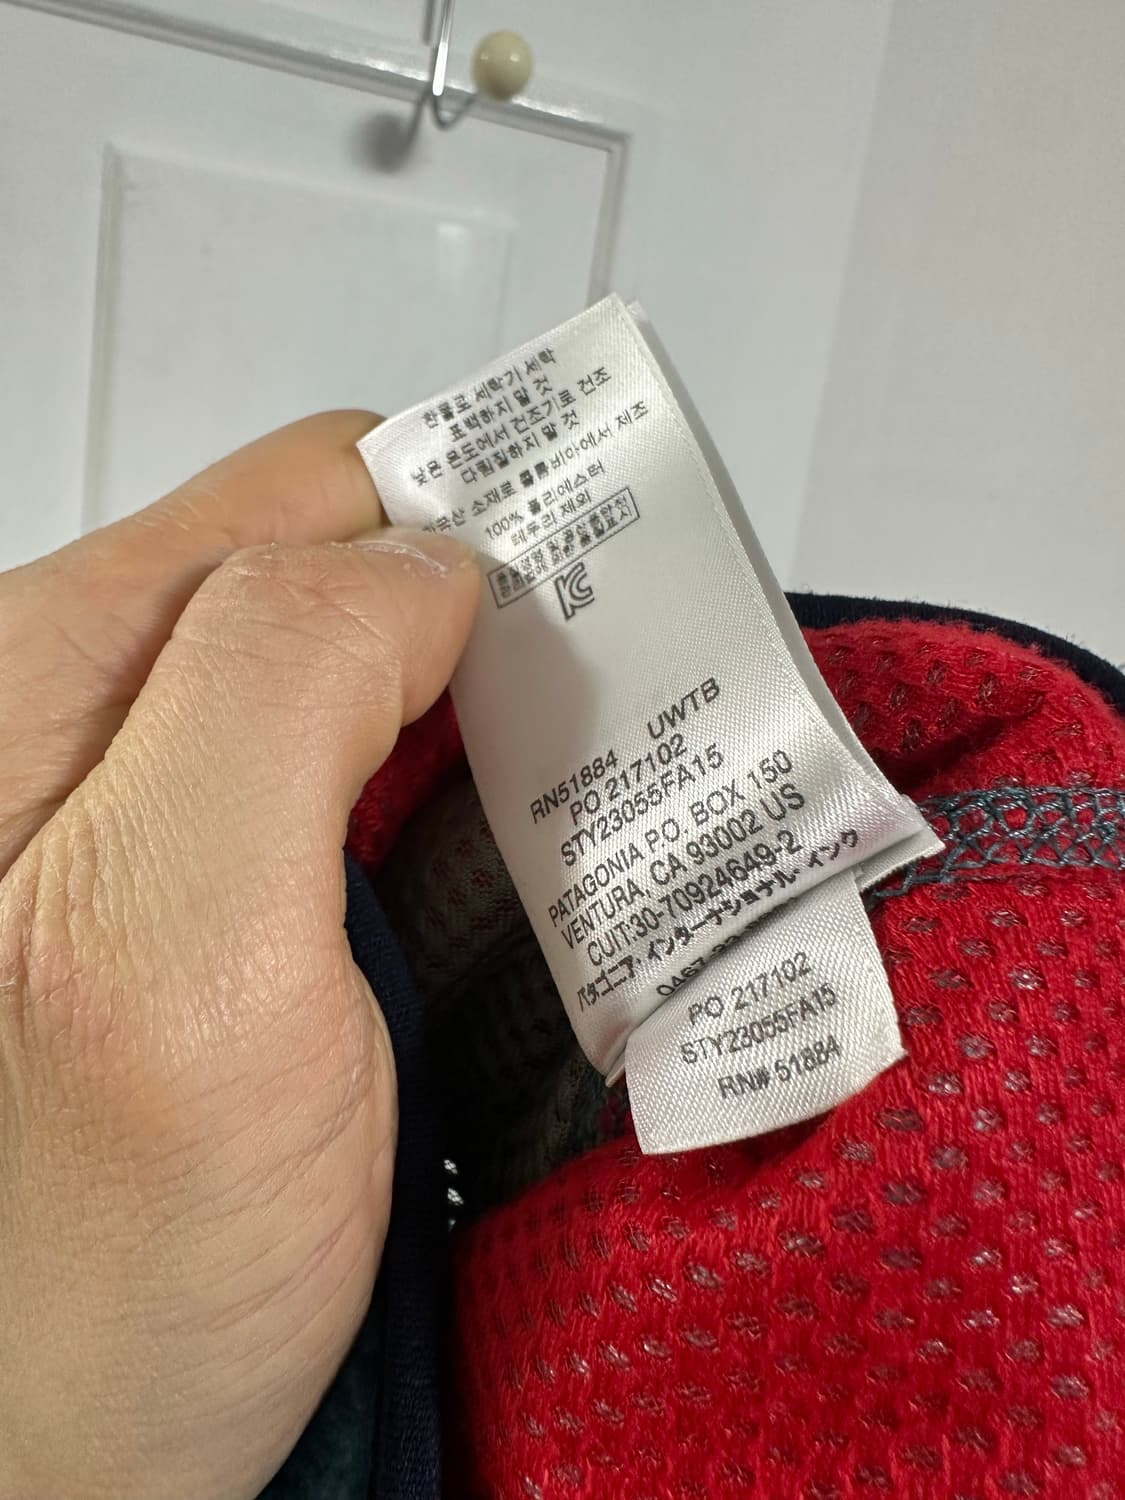 찬물로 세탁기 세탁
표백하지 말 것
낮은 온도에서 건조기로 건조
다림질하지 말 것
소재로 콜롬비아에서 제조
100% 폴리에스터
테두리 제외
RN51884 UWTB
PO 217102
STY23055FA15
PATAGONIA P.O. BOX 150
VENTURA, CA 93002 US
CUIT:30-70924649-2
パタゴニア・インターナショナル・インク
PO 217102
STY23055FA15
RN# 51884